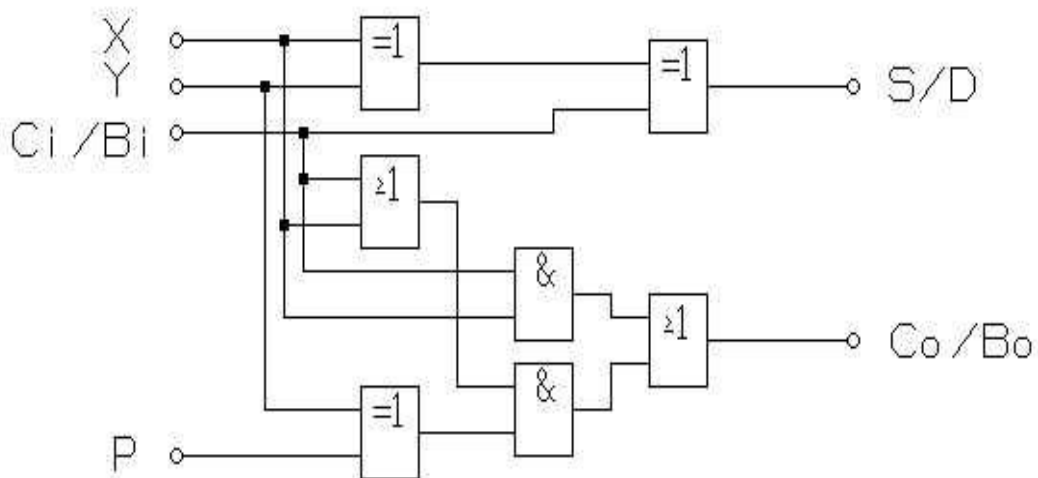 X
=1
=1
Y
S/D
Ci/Bi
≥1
&
≥1
Co/Bo
&
=1
P